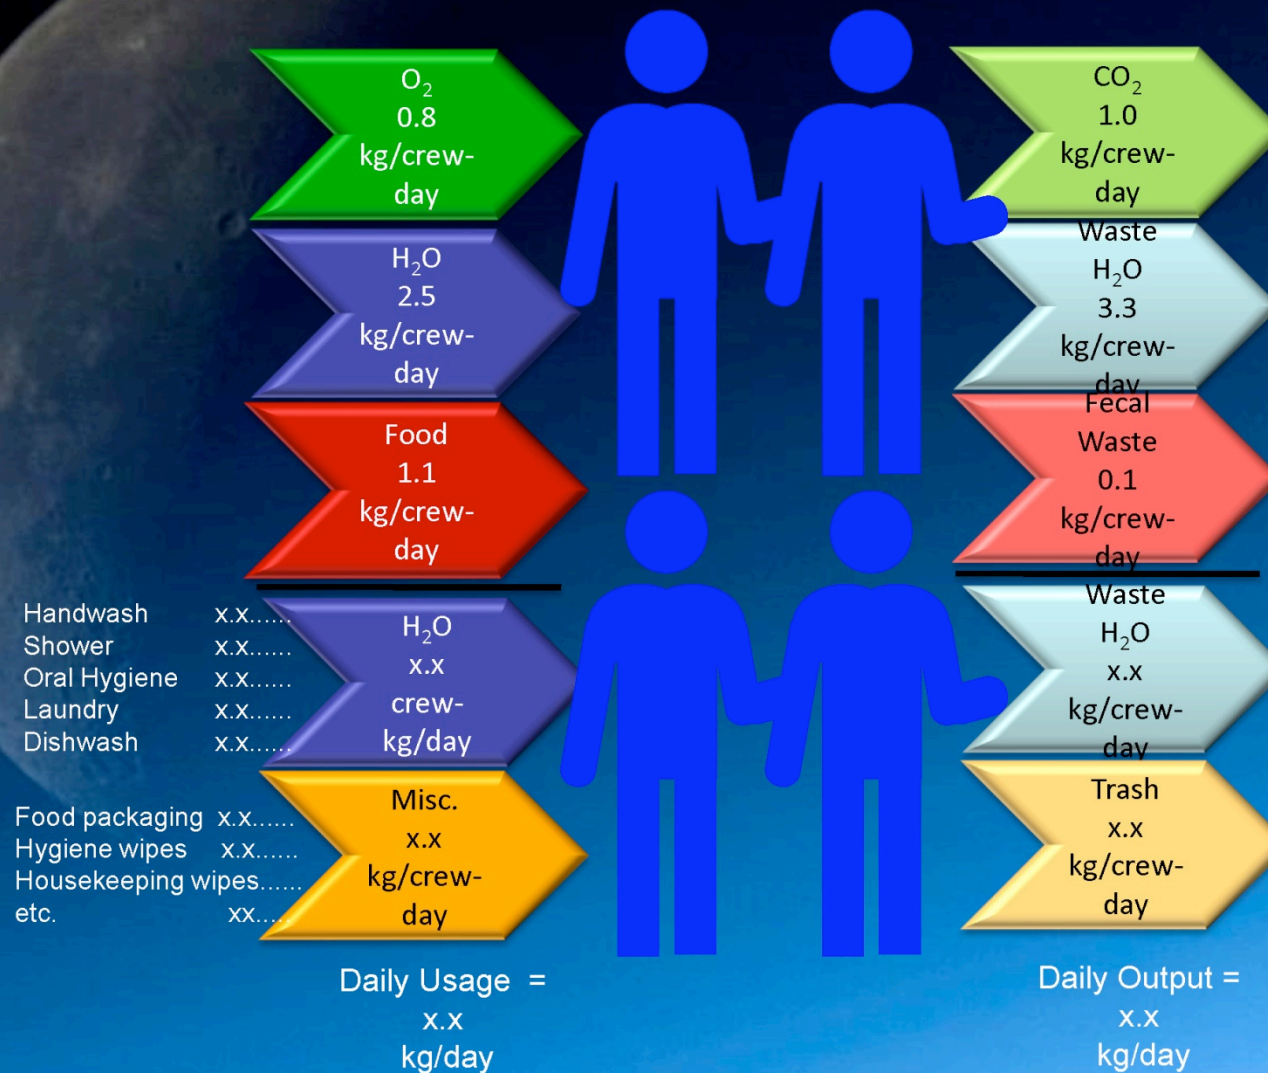 O₂
0.8
kg/crew-
day
H₂O
2.5
kg/crew-
day
Food
1.1
kg/crew-
day
Handwash x.x......
Shower x.x......
Oral Hygiene x.x......
Laundry x.x......
Dishwash x.x......
H₂O
x.x
crew-
kg/day
Food packaging x.x......
Hygiene wipes x.x......
Housekeeping wipes......
etc. xx.....
Misc.
x.x
kg/crew-
day
Daily Usage =
x.x
kg/day
CO₂
1.0
kg/crew-
day
Waste
H₂O
3.3
kg/crew-
day
Fecal
Waste
0.1
kg/crew-
day
Waste
H₂O
x.x
kg/crew-
day
Trash
x.x
kg/crew-
day
Daily Output =
x.x
kg/day